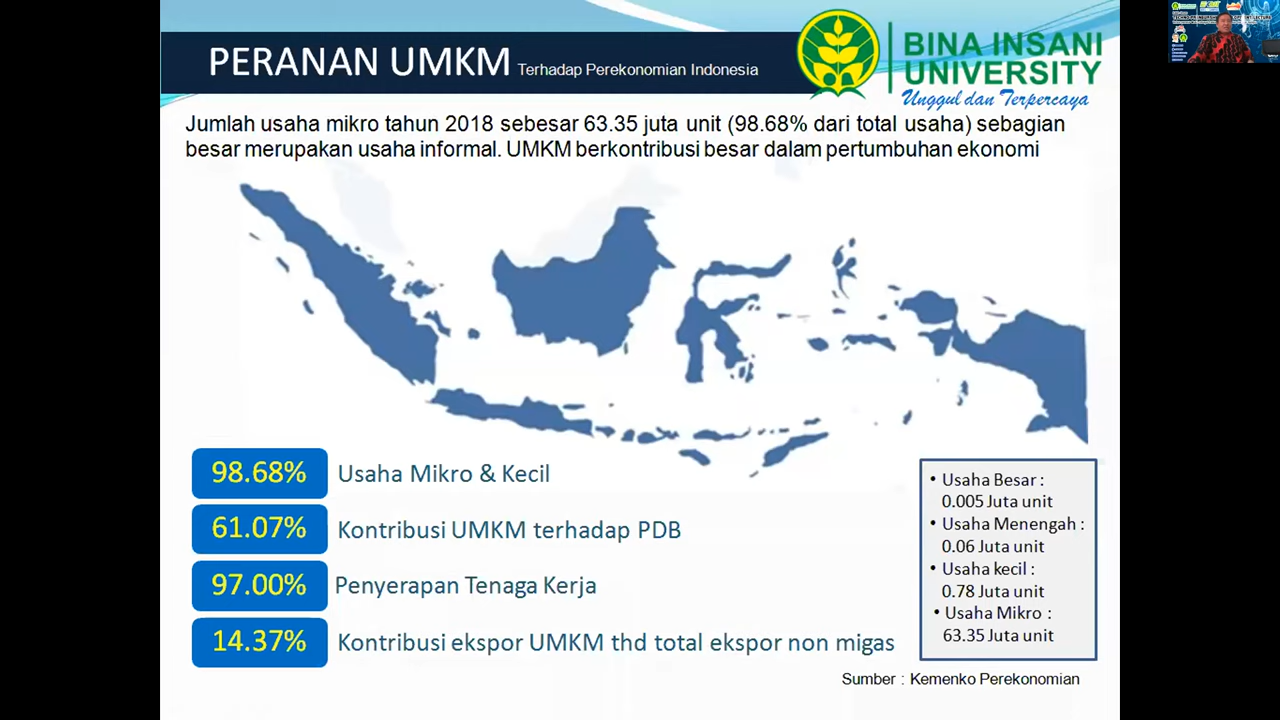 PERANAN UMKM Terhadap Perekonomian Indonesia
BINA INSANI
UNIVERSITY
Unggul dan Terpercaya
Jumlah usaha mikro tahun 2018 sebesar 63.35 juta unit (98.68% dari total usaha) sebagian
besar merupakan usaha informal. UMKM berkontribusi besar dalam pertumbuhan ekonomi
98.68% Usaha Mikro & Kecil
61.07% Kontribusi UMKM terhadap PDB
97.00% Penyerapan Tenaga Kerja
14.37% Kontribusi ekspor UMKM thd total ekspor non migas
• Usaha Besar :
0.005 Juta unit
• Usaha Menengah :
0.06 Juta unit
• Usaha kecil :
0.78 Juta unit
• Usaha Mikro :
63.35 Juta unit
Sumber : Kemenko Perekonomian